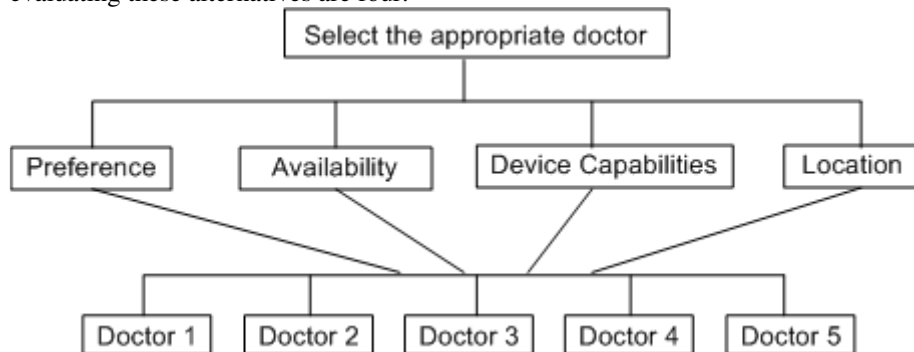 evaluating these alternatives are four.
Select the appropriate doctor
Preference Availability Device Capabilities Location
Doctor 1 Doctor 2 Doctor 3 Doctor 4 Doctor 5